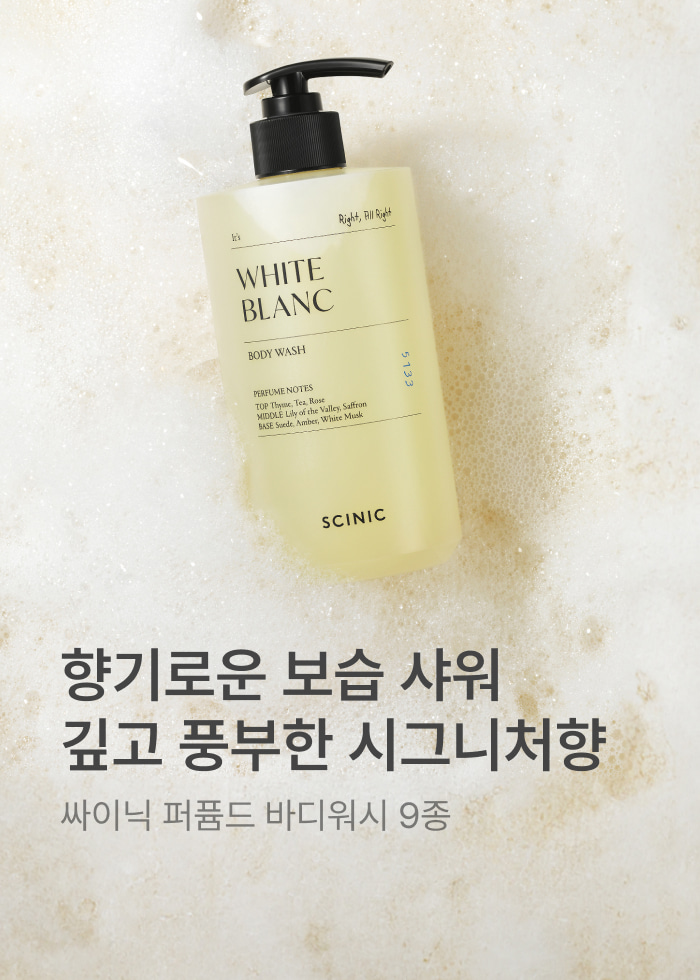 It's
Right, All Right
WHITE
BLANC
BODY WASH
5133
PERFUME NOTES
TOP Thyme, Tea, Rose
MIDDLE Lily of the Valley, Saffron
BASE Suede, Amber, White Musk
SCINIC
향기로운 보습 샤워
깊고 풍부한 시그니처향
싸이닉 퍼퓸드 바디워시 9종